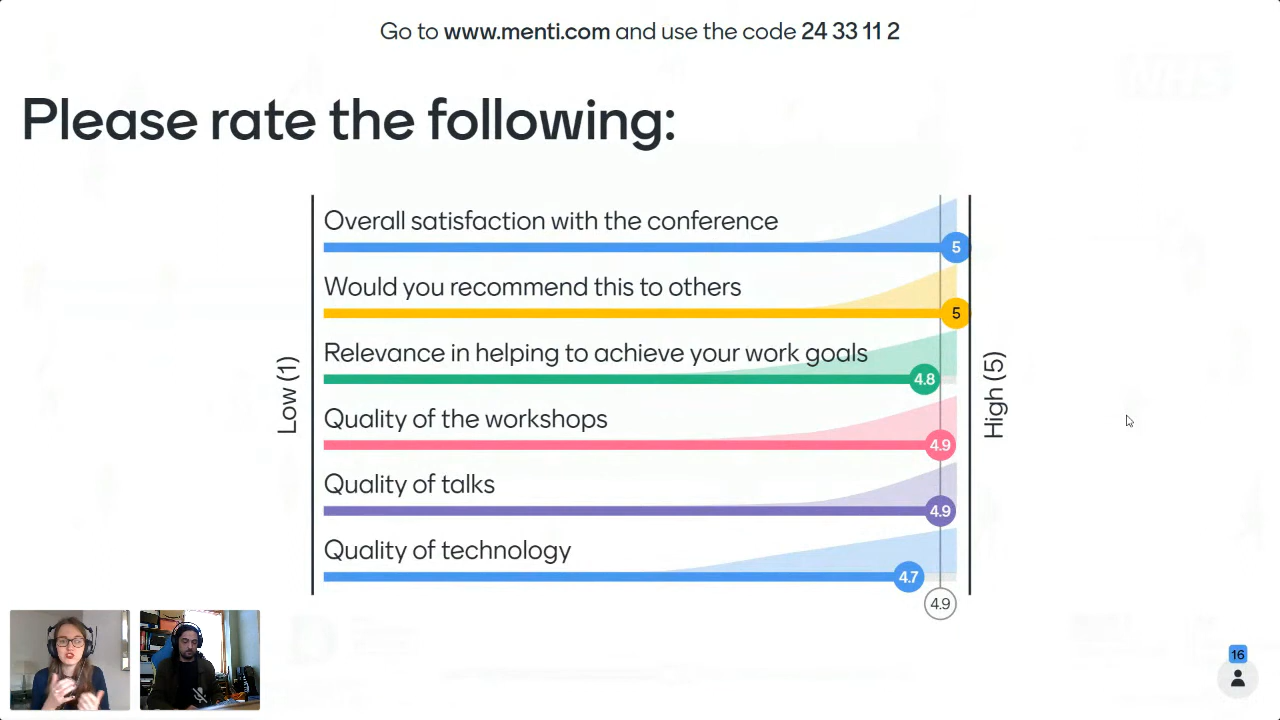 Go to www.menti.com and use the code 24 33 11 2
NHS
Please rate the following:
Overall satisfaction with the conference
5
Would you recommend this to others
5
Relevance in helping to achieve your work goals
4.8
Quality of the workshops
4.9
Quality of talks
4.9
Quality of technology
4.7
4.9
Low (1)
High (5)
16